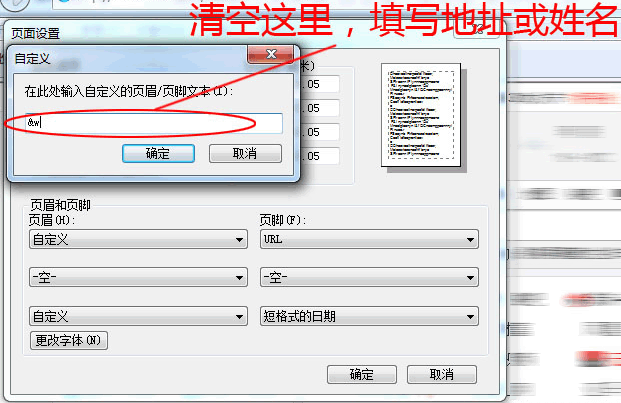 清空这里，填写地址或姓名
页面设置
自定义
米)
在此处输入自定义的页眉/页脚文本(I):
.05
&w
.05
.05
确定 取消
.05
页眉和页脚
页眉(H): 页脚(F):
自定义 URL
-空- -空-
自定义 短格式的日期
更改字体(N)
确定 取消